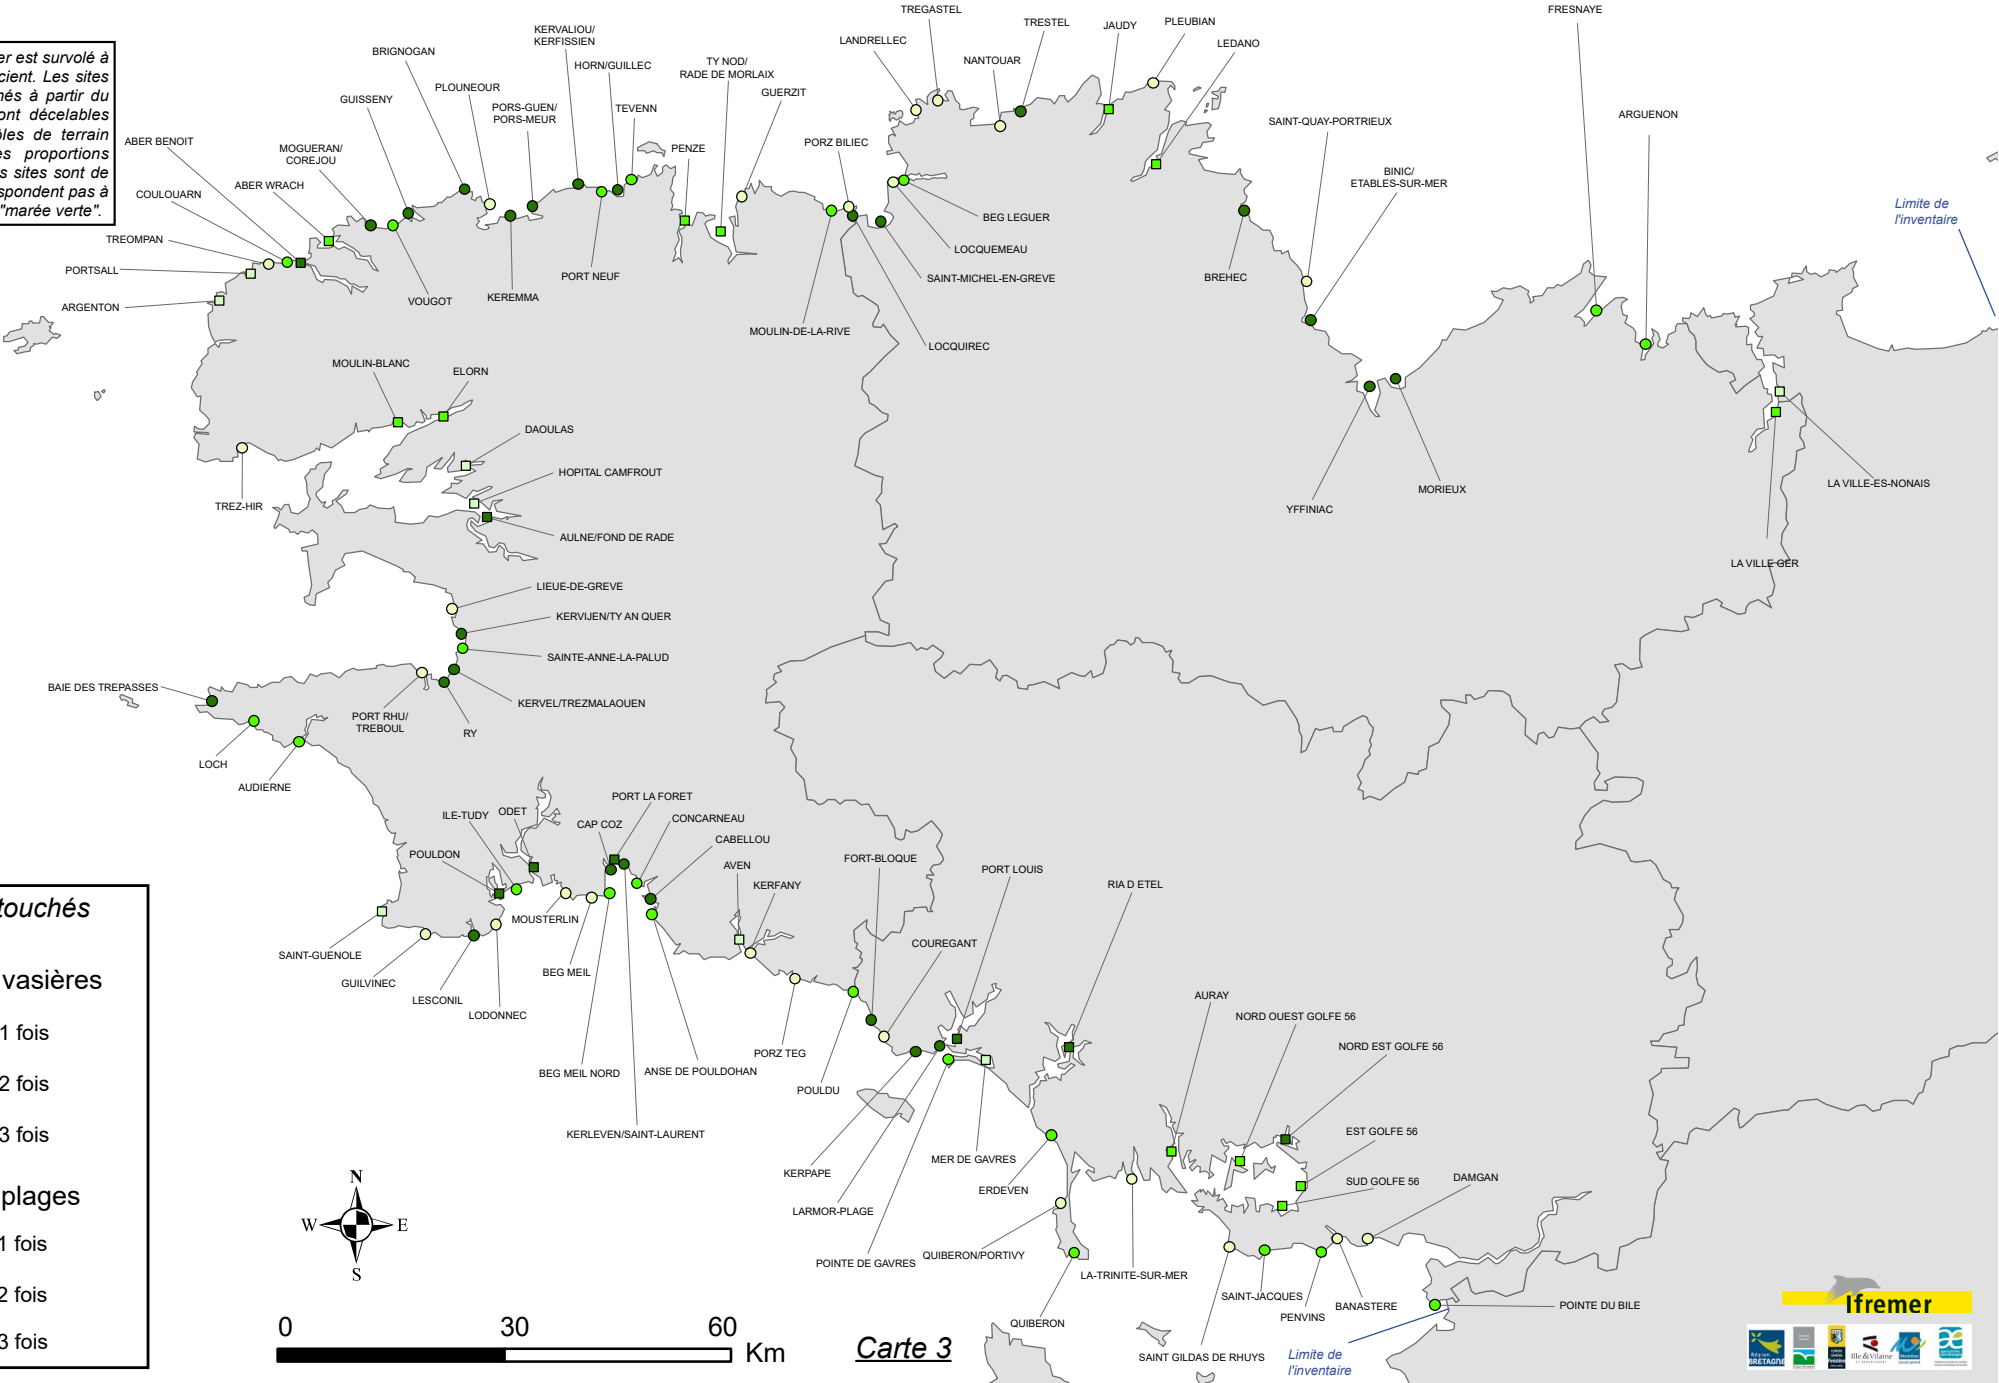 er est survolé à
cient. Les sites
nés à partir du
ont décelables
ôles de terrain
es proportions
s sites sont de
spondent pas à
"marée verte".
TREGASTEL
FRESNAYE
TRESTEL
JAUDY
PLEUBIAN
KERVALIOU/
KERFISSIEN
LANDRELLEC
LEDANO
BRIGNOGAN
NANTOUAR
TY NOD/
RADE DE MORLAIX
HORN/GUILLEC
PLOUNEOUR
GUERZIT
GUISSENY
PORS-GUEN/
PORS-MEUR
TEVENN
ARGUENON
SAINT-QUAY-PORTRIEUX
ABER BENOIT
MOGUERAN/
COREJOU
PENZE
PORZ BILIEC
BINIC/
ETABLES-SUR-MER
ABER WRACH
COULOUARN
Limite de
l'inventaire
BEG LEGUER
TREOMPAN
LOCQUEMEAU
PORTSALL
PORT NEUF
SAINT-MICHEL-EN-GREVE
BREHEC
ARGENTON
VOUGOT
KEREMMA
MOULIN-DE-LA-RIVE
LOCQUIREC
MOULIN-BLANC
ELORN
DAOULAS
HOPITAL CAMFROUT
LA VILLE-ES-NONAIS
MORIEUX
TREZ-HIR
YFFINIAC
AULNE/FOND DE RADE
LA VILLE GER
LIEUE-DE-GREVE
KERVIJEN/TY AN QUER
SAINTE-ANNE-LA-PALUD
BAIE DES TREPASSES
KERVEL/TREZMALAOUEN
PORT RHU/
TREBOUL
RY
LOCH
AUDIERNE
PORT LA FORET
ILE-TUDY
ODET
CAP COZ
CONCARNEAU
CABELLOU
POULDON
AVEN
FORT-BLOQUE
PORT LOUIS
KERFANY
RIA D ETEL
MOUSTERLIN
COUREGANT
SAINT-GUENOLE
GUILVINEC
BEG MEIL
LESCONIL
AURAY
LODONNEC
NORD OUEST GOLFE 56
NORD EST GOLFE 56
PORZ TEG
BEG MEIL NORD
ANSE DE POULDOHAN
POULDU
KERLEVEN/SAINT-LAURENT
EST GOLFE 56
MER DE GAVRES
KERPAPE
DAMGAN
SUD GOLFE 56
ERDEVEN
LARMOR-PLAGE
QUIBERON/PORTIVY
POINTE DE GAVRES
LA-TRINITE-SUR-MER
SAINT-JACQUES
BANASTERE
POINTE DU BILE
PENVINS
QUIBERON
SAINT GILDAS DE RHUYS
Limite de
l'inventaire
touchés
vasières
1 fois
2 fois
3 fois
plages
1 fois
2 fois
3 fois
N
W E
S
0 30 60
Km
Carte 3
Ifremer
Région
BRETAGNE
Ille & Vilaine